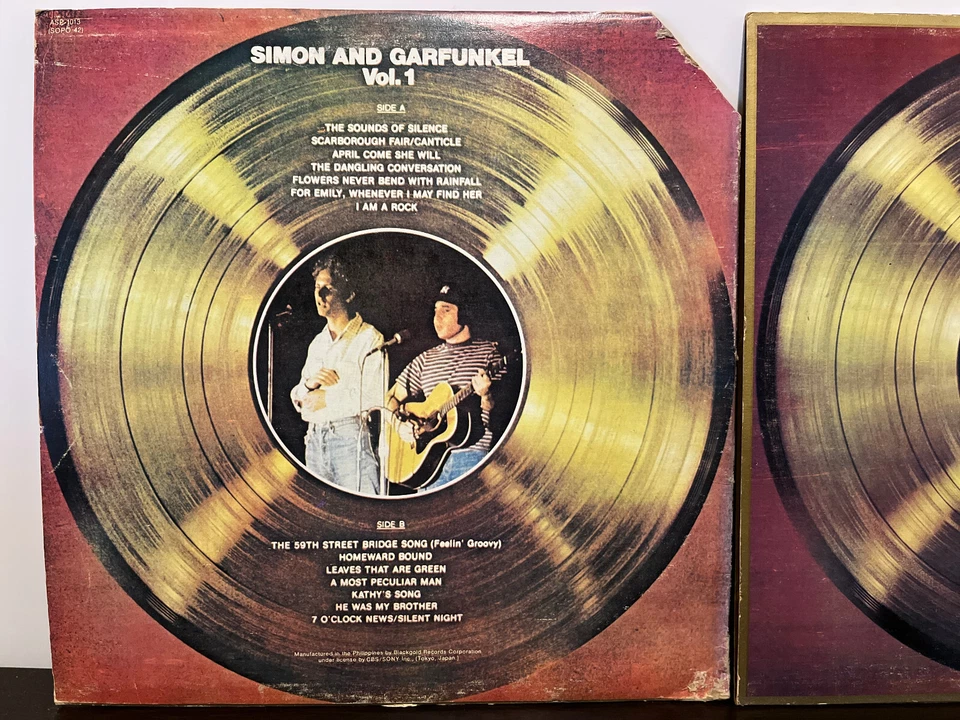 ASP-1013
(SOPO 42)
SIMON AND GARFUNKEL
Vol. 1
SIDE A
THE SOUNDS OF SILENCE
SCARBOROUGH FAIR/CANTICLE
APRIL COME SHE WILL
THE DANGLING CONVERSATION
FLOWERS NEVER BEND WITH RAINFALL
FOR EMILY, WHENEVER I MAY FIND HER
I AM A ROCK
SIDE B
THE 59TH STREET BRIDGE SONG (Feelin' Groovy)
HOMEWARD BOUND
LEAVES THAT ARE GREEN
A MOST PECULIAR MAN
KATHY'S SONG
HE WAS MY BROTHER
7 O'CLOCK NEWS/SILENT NIGHT
Manufactured in the Philippines by Blackgold Records Corporation
under license by CBS/SONY Inc., (Tokyo, Japan)